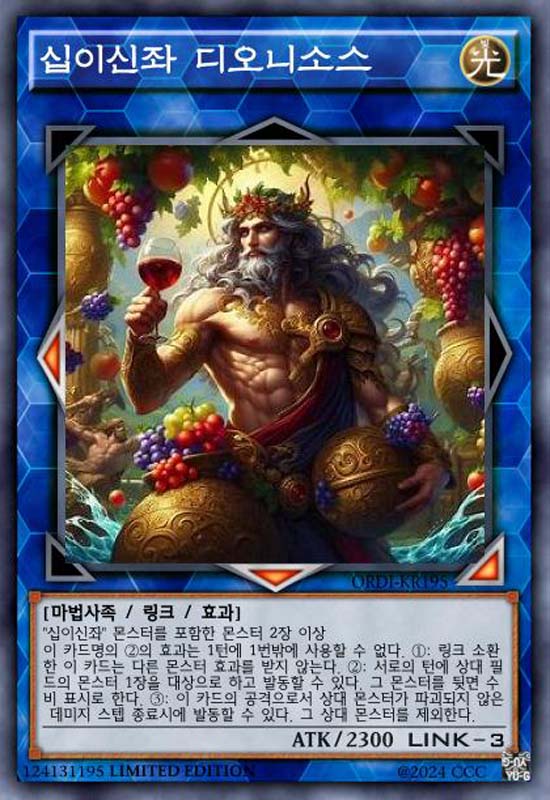 십이신좌 디오니소스
빛
光
ORDI-KR195
[마법사족 / 링크 / 효과]
"십이신좌" 몬스터를 포함한 몬스터 2장 이상
이 카드명의 ②의 효과는 1턴에 1번밖에 사용할 수 없다. ①: 링크 소환
한 이 카드는 다른 몬스터 효과를 받지 않는다. ②: 서로의 턴에 상대 필
드의 몬스터 1장을 대상으로 하고 발동할 수 있다. 그 몬스터를 뒷면 수
비 표시로 한다. ③: 이 카드의 공격으로서 상대 몬스터가 파괴되지 않은
데미지 스텝 종료시에 발동할 수 있다. 그 상대 몬스터를 제외한다.
ATK/2300 LINK-3
124131195 LIMITED EDITION @2024 CCC